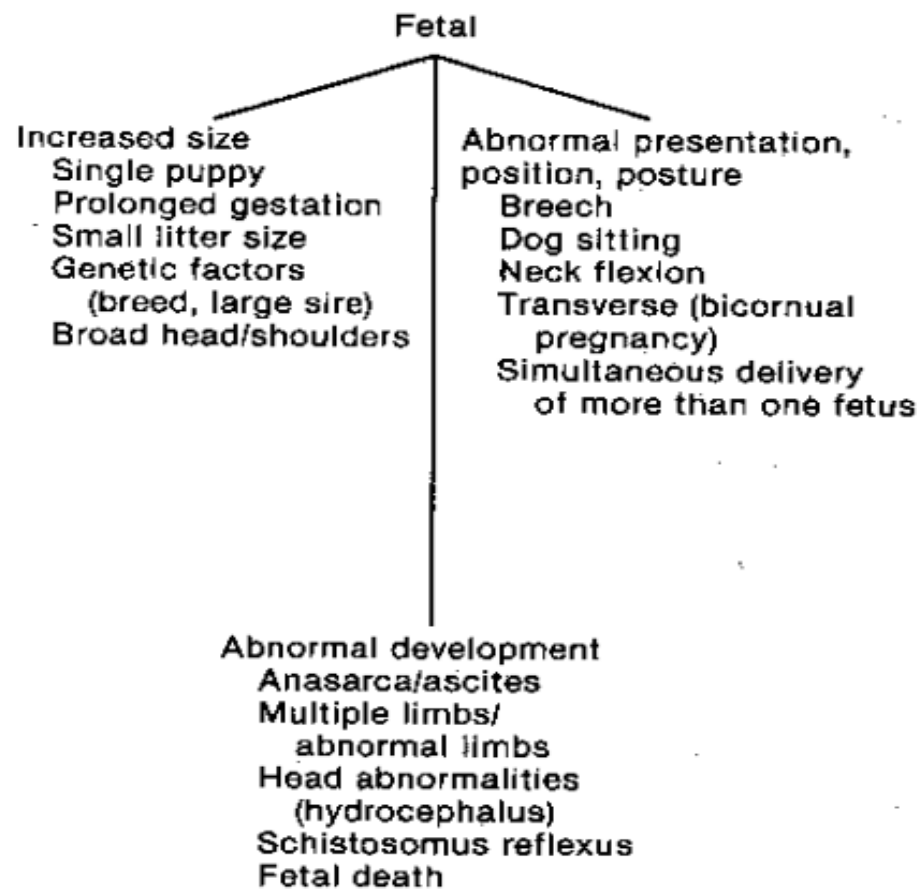 Fetal
Increased size
Single puppy
Prolonged gestation
Small litter size
Genetic factors
(breed, large sire)
Broad head/shoulders
Abnormal presentation,
position, posture
Breech
Dog sitting
Neck flexion
Transverse (bicornual
pregnancy)
Simultaneous delivery
of more than one fetus
Abnormal development
Anasarca/ascites
Multiple limbs/
abnormal limbs
Head abnormalities
(hydrocephalus)
Schistosomus reflexus
Fetal death